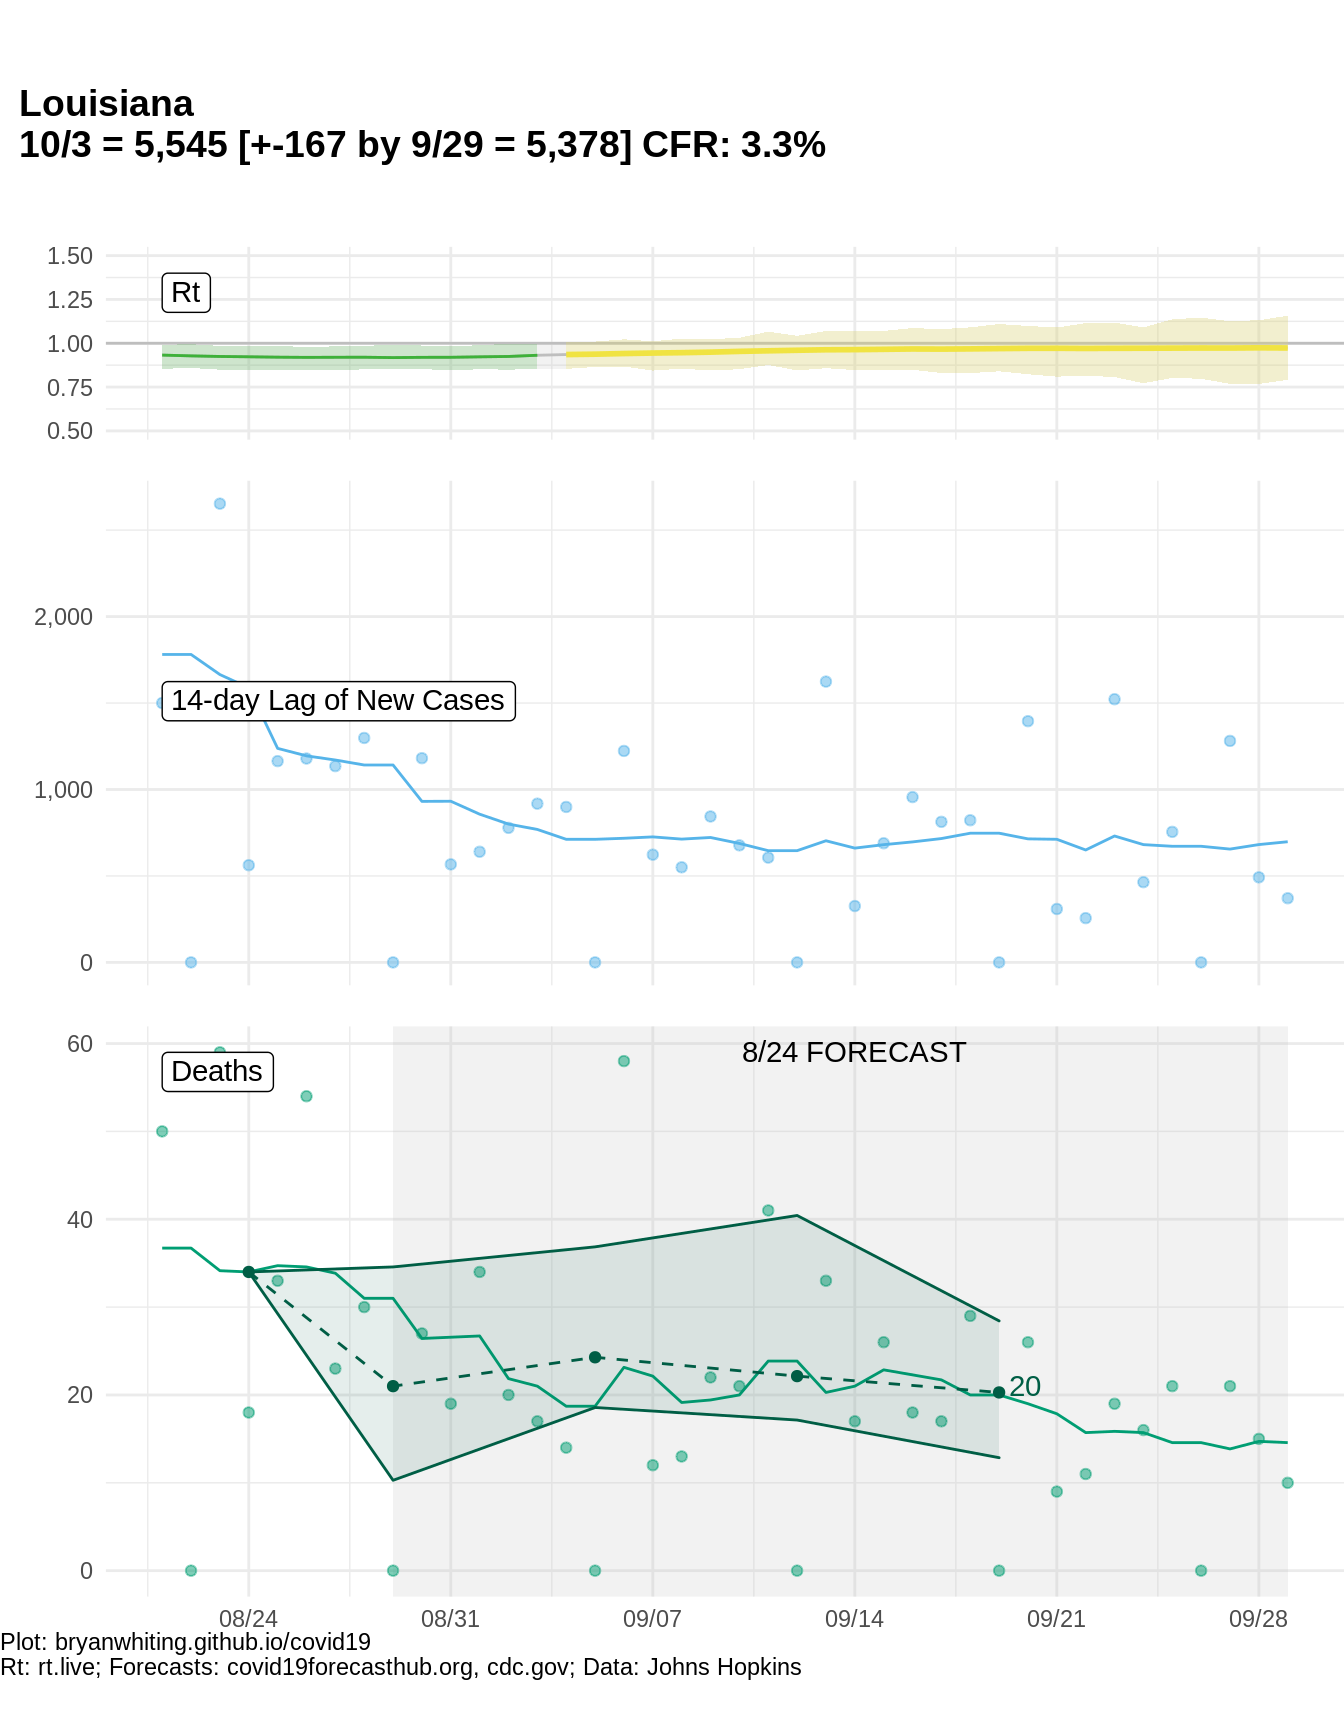 Louisiana
10/3 = 5,545 [+-167 by 9/29 = 5,378] CFR: 3.3%
1.50
1.25
1.00
0.75
0.50
Rt
2,000
1,000
0
14-day Lag of New Cases
60
40
20
0
Deaths
8/24 FORECAST
20
08/24 08/31 09/07 09/14 09/21 09/28
Plot: bryanwhiting.github.io/covid19
Rt: rt.live; Forecasts: covid19forecasthub.org, cdc.gov; Data: Johns Hopkins